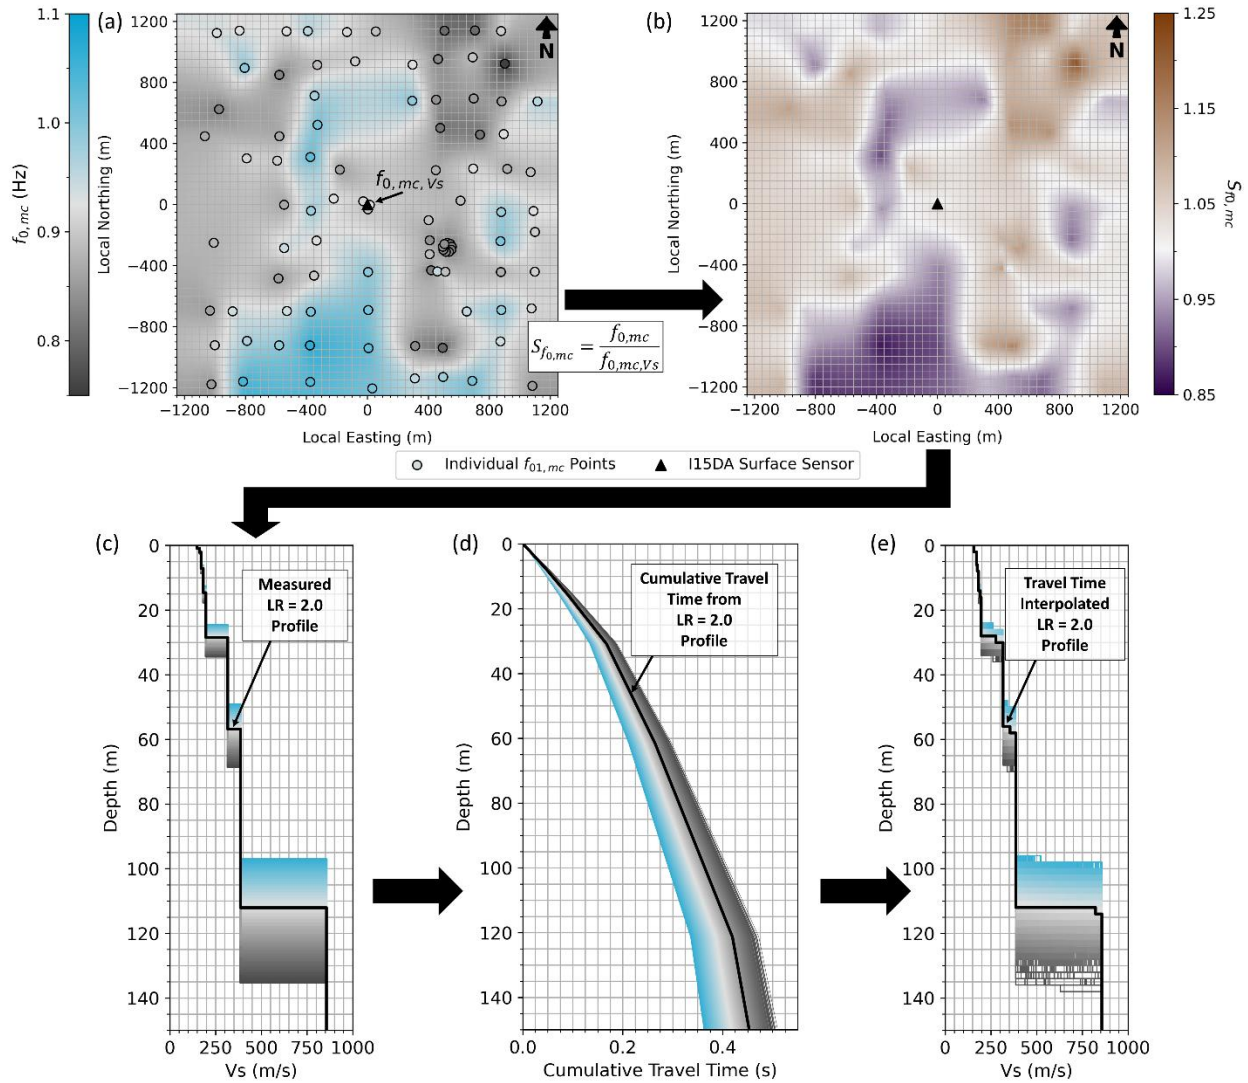 (a)
N
1.1
1.0
0.9
0.8
f0,mc (Hz)
1200
800
400
0
−400
−800
−1200
Local Northing (m)
f0,mc,Vs
−1200 −800 −400 0 400 800 1200
Local Easting (m)
Sf0,mc = f0,mc / f0,mc,Vs
(b)
N
1200
800
400
0
−400
−800
−1200
Local Northing (m)
−1200 −800 −400 0 400 800 1200
Local Easting (m)
1.25
1.15
1.05
0.95
0.85
Sf0,mc
Individual f01,mc Points
I15DA Surface Sensor
(c)
0
20
40
60
80
100
120
140
Depth (m)
Measured
LR = 2.0
Profile
0 250 500 750 1000
Vs (m/s)
(d)
0
20
40
60
80
100
120
140
Depth (m)
Cumulative Travel
Time from
LR = 2.0
Profile
0.0 0.2 0.4
Cumulative Travel Time (s)
(e)
0
20
40
60
80
100
120
140
Depth (m)
Travel Time
Interpolated
LR = 2.0
Profile
0 250 500 750 1000
Vs (m/s)